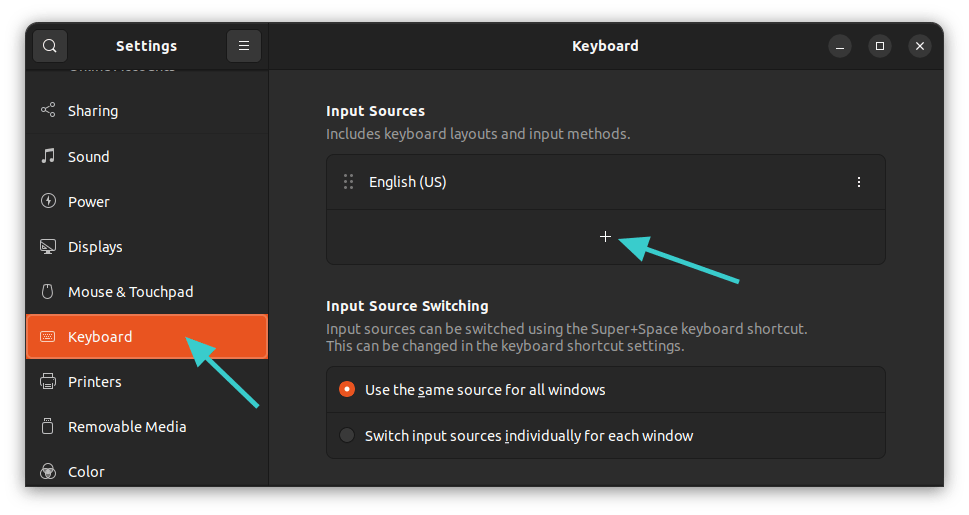 Settings
Keyboard
Online Accounts
Sharing
Sound
Power
Displays
Mouse & Touchpad
Keyboard
Printers
Removable Media
Color
Input Sources
Includes keyboard layouts and input methods.
English (US)
Input Source Switching
Input sources can be switched using the Super+Space keyboard shortcut.
This can be changed in the keyboard shortcut settings.
Use the same source for all windows
Switch input sources individually for each window